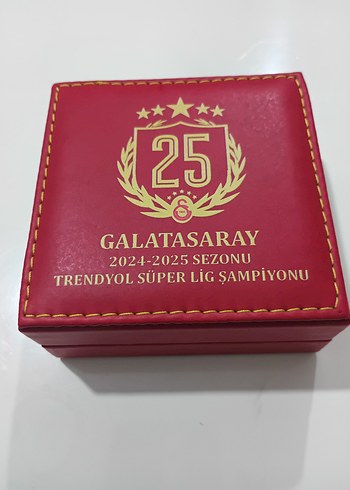 25
GALATASARAY
2024-2025 SEZONU
TRENDYOL SÜPER LİG ŞAMPİYONU